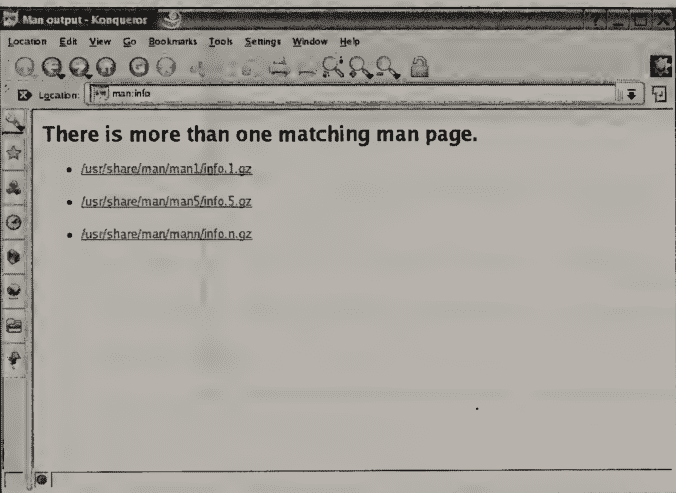 Man output - Konqueror
Location Edit View Go Bookmarks Tools Settings Window Help
Location: man:info
There is more than one matching man page.
• /usr/share/man/man1/info.1.gz
• /usr/share/man/man5/info.5.gz
• /usr/share/man/mann/info.n.gz